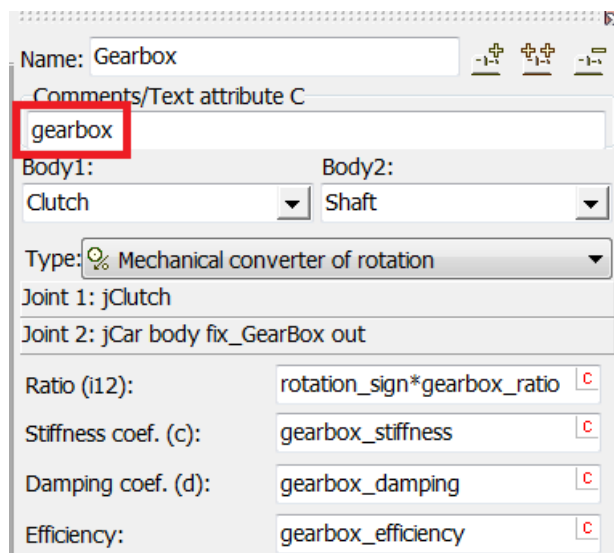 Name: Gearbox
Comments/Text attribute C
gearbox
Body1: Body2:
Clutch Shaft
Type: Mechanical converter of rotation
Joint 1: jClutch
Joint 2: jCar body fix_GearBox out
Ratio (i12): rotation_sign*gearbox_ratio C
Stiffness coef. (c): gearbox_stiffness C
Damping coef. (d): gearbox_damping C
Efficiency: gearbox_efficiency C